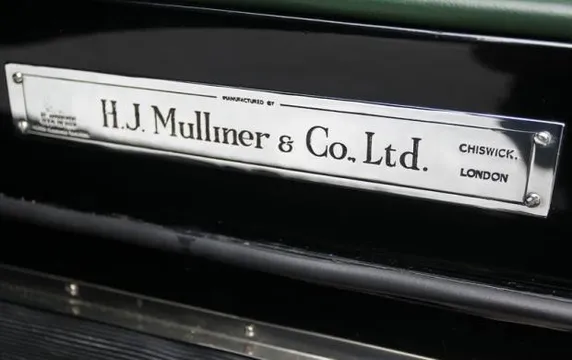 MANUFACTURED BY
H.J. Mulliner & Co., Ltd.
CHISWICK,
LONDON